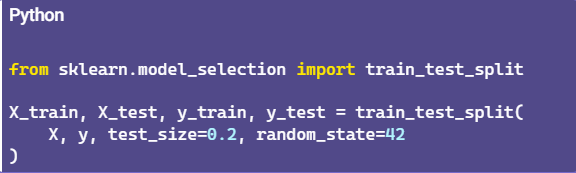 Python
from sklearn.model_selection import train_test_split
X_train, X_test, y_train, y_test = train_test_split(
    X, y, test_size=0.2, random_state=42
)